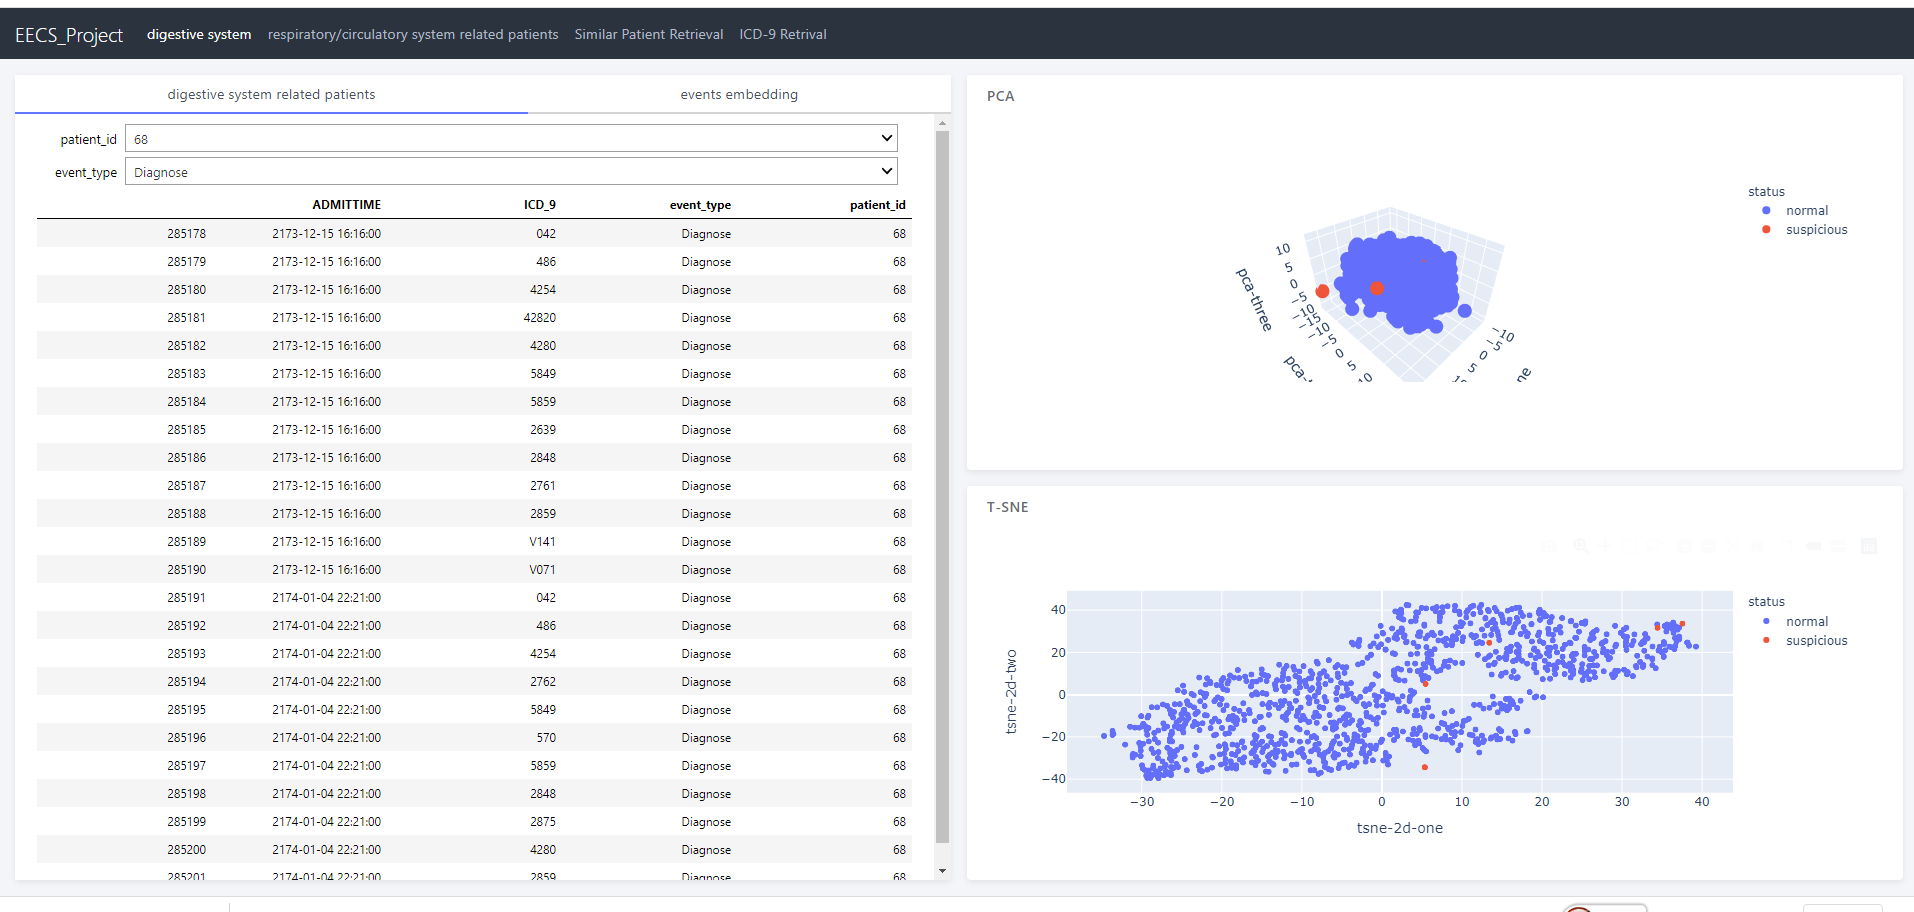 EECS_Project digestive system respiratory/circulatory system related patients Similar Patient Retrieval ICD-9 Retrival
digestive system related patients events embedding
patient_id 68
event_type Diagnose
ADMITTIME ICD_9 event_type patient_id
285178 2173-12-15 16:16:00 042 Diagnose 68
285179 2173-12-15 16:16:00 486 Diagnose 68
285180 2173-12-15 16:16:00 4254 Diagnose 68
285181 2173-12-15 16:16:00 42820 Diagnose 68
285182 2173-12-15 16:16:00 4280 Diagnose 68
285183 2173-12-15 16:16:00 5849 Diagnose 68
285184 2173-12-15 16:16:00 5859 Diagnose 68
285185 2173-12-15 16:16:00 2639 Diagnose 68
285186 2173-12-15 16:16:00 2848 Diagnose 68
285187 2173-12-15 16:16:00 2761 Diagnose 68
285188 2173-12-15 16:16:00 2859 Diagnose 68
285189 2173-12-15 16:16:00 V141 Diagnose 68
285190 2173-12-15 16:16:00 V071 Diagnose 68
285191 2174-01-04 22:21:00 042 Diagnose 68
285192 2174-01-04 22:21:00 486 Diagnose 68
285193 2174-01-04 22:21:00 4254 Diagnose 68
285194 2174-01-04 22:21:00 2762 Diagnose 68
285195 2174-01-04 22:21:00 5849 Diagnose 68
285196 2174-01-04 22:21:00 570 Diagnose 68
285197 2174-01-04 22:21:00 5859 Diagnose 68
285198 2174-01-04 22:21:00 2848 Diagnose 68
285199 2174-01-04 22:21:00 2875 Diagnose 68
285200 2174-01-04 22:21:00 4280 Diagnose 68
285201 2174-01-04 22:21:00 2859 Diagnose 68
PCA
status
normal
suspicious
10
5
0
−5
−10
pca-three
−5
0
5
10
−10
−5
0
5
T-SNE
status
normal
suspicious
40
20
0
−20
−40
tsne-2d-two
−30 −20 −10 0 10 20 30 40
tsne-2d-one